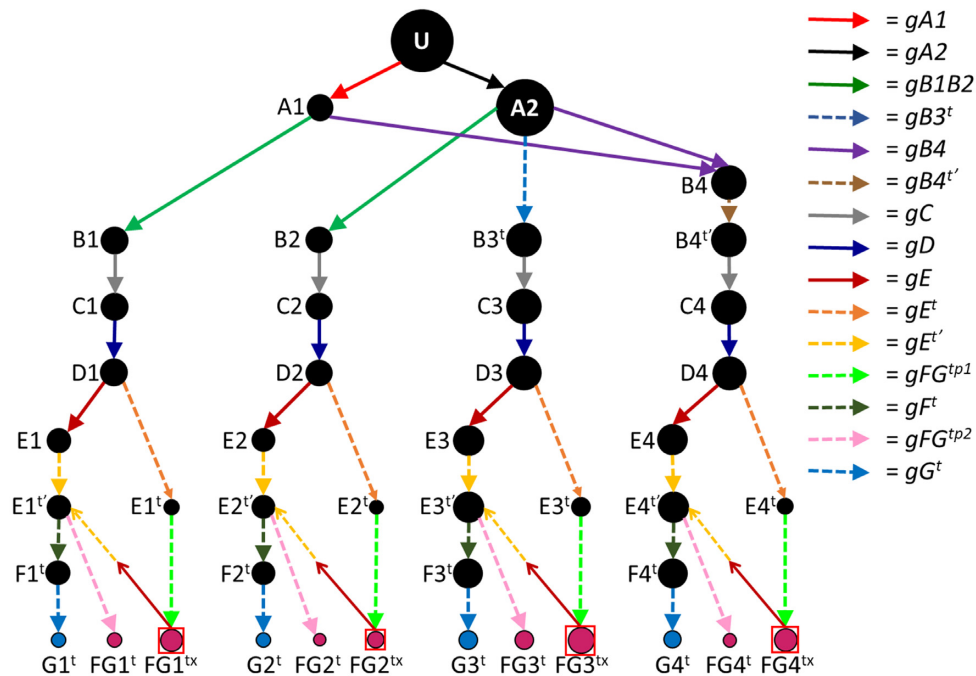 U
= gA1
= gA2
A1
A2
= gB1B2
= gB3ᵗ
= gB4
B4
= gB4ᵗ'
B1
B2
B3ᵗ
B4ᵗ'
= gC
= gD
C1
C2
C3
C4
= gE
= gEᵗ
= gEᵗ'
D1
D2
D3
D4
= gFGᵗᵖ¹
= gFᵗ
E1
E2
E3
E4
= gFGᵗᵖ²
= gGᵗ
E1ᵗ'
E1ᵗ
E2ᵗ'
E2ᵗ
E3ᵗ'
E3ᵗ
E4ᵗ'
E4ᵗ
F1ᵗ
F2ᵗ
F3ᵗ
F4ᵗ
G1ᵗ FG1ᵗ FG1ᵗˣ
G2ᵗ FG2ᵗ FG2ᵗˣ
G3ᵗ FG3ᵗ FG3ᵗˣ
G4ᵗ FG4ᵗ FG4ᵗˣ